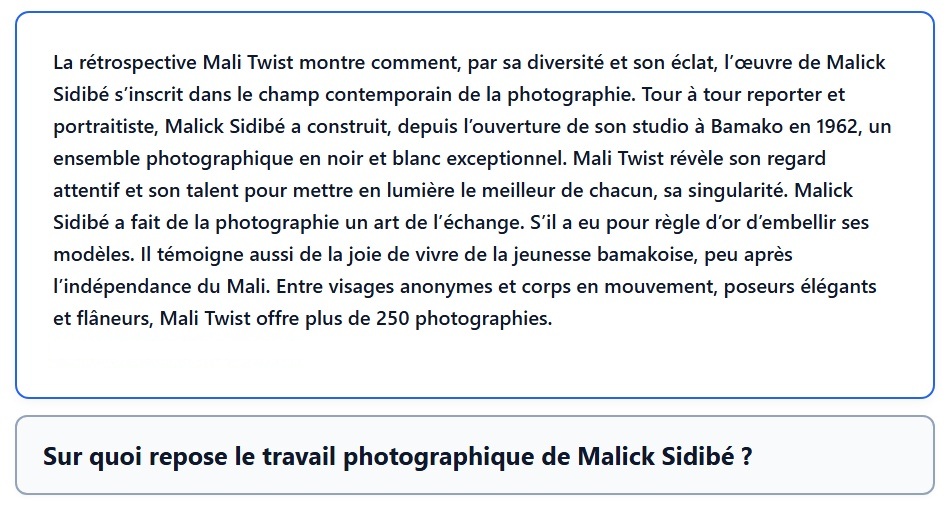 La rétrospective Mali Twist montre comment, par sa diversité et son éclat, l’œuvre de Malick
Sidibé s’inscrit dans le champ contemporain de la photographie. Tour à tour reporter et
portraitiste, Malick Sidibé a construit, depuis l’ouverture de son studio à Bamako en 1962, un
ensemble photographique en noir et blanc exceptionnel. Mali Twist révèle son regard
attentif et son talent pour mettre en lumière le meilleur de chacun, sa singularité. Malick
Sidibé a fait de la photographie un art de l’échange. S’il a eu pour règle d’or d’embellir ses
modèles. Il témoigne aussi de la joie de vivre de la jeunesse bamakoise, peu après
l’indépendance du Mali. Entre visages anonymes et corps en mouvement, poseurs élégants
et flâneurs, Mali Twist offre plus de 250 photographies.
Sur quoi repose le travail photographique de Malick Sidibé ?